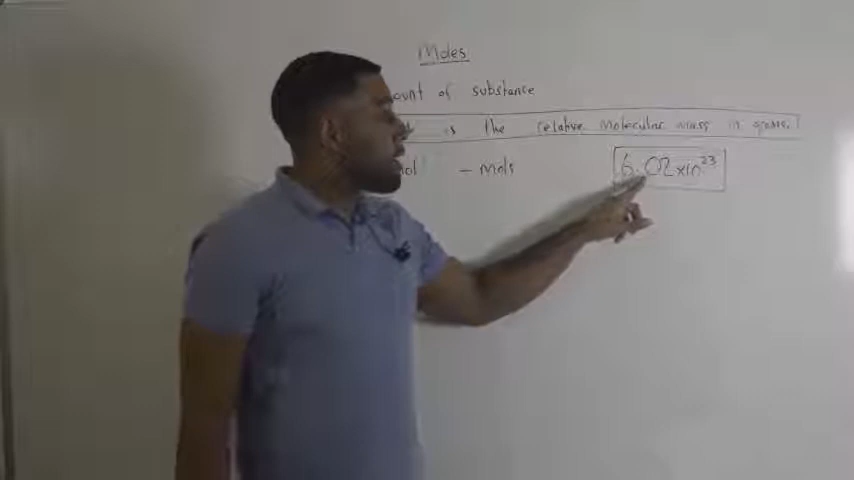 Moles
ount of substance
is the relative molecular mass in grams.
ol - mols
6.02x10²³